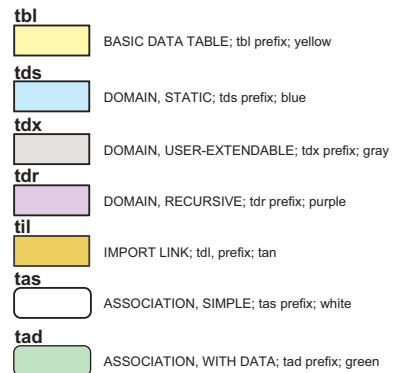 tbl
BASIC DATA TABLE; tbl prefix; yellow
tds
DOMAIN, STATIC; tds prefix; blue
tdx
DOMAIN, USER-EXTENDABLE; tdx prefix; gray
tdr
DOMAIN, RECURSIVE; tdr prefix; purple
til
IMPORT LINK; tdl, prefix; tan
tas
ASSOCIATION, SIMPLE; tas prefix; white
tad
ASSOCIATION, WITH DATA; tad prefix; green